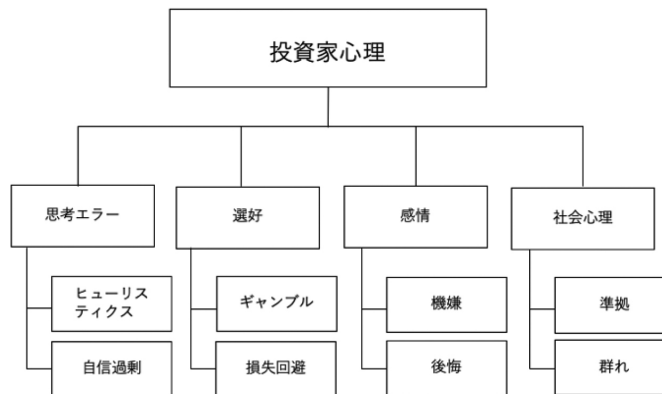 投資家心理
思考エラー
選好
感情
社会心理
ヒューリス
ティクス
ギャンブル
機嫌
準拠
自信過剰
損失回避
後悔
群れ